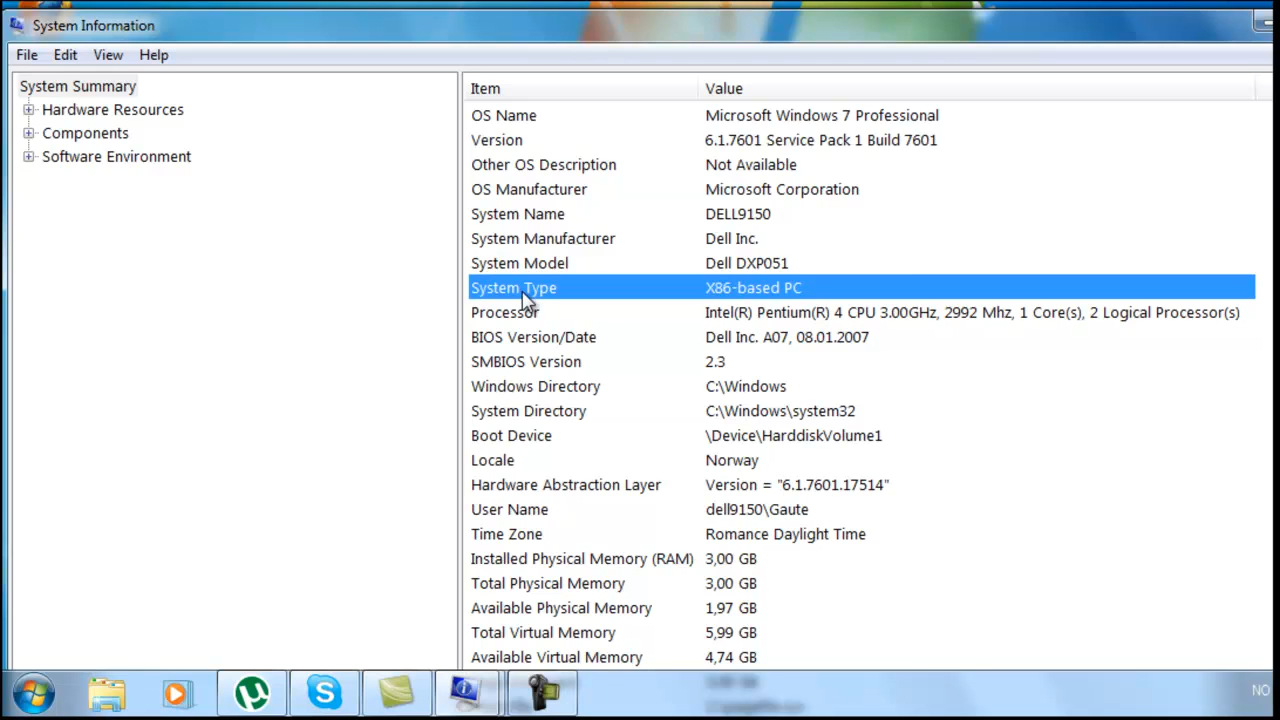 System Information
File Edit View Help
System Summary
Hardware Resources
Components
Software Environment
Item Value
OS Name Microsoft Windows 7 Professional
Version 6.1.7601 Service Pack 1 Build 7601
Other OS Description Not Available
OS Manufacturer Microsoft Corporation
System Name DELL9150
System Manufacturer Dell Inc.
System Model Dell DXP051
System Type X86-based PC
Processor Intel(R) Pentium(R) 4 CPU 3.00GHz, 2992 Mhz, 1 Core(s), 2 Logical Processor(s)
BIOS Version/Date Dell Inc. A07, 08.01.2007
SMBIOS Version 2.3
Windows Directory C:\Windows
System Directory C:\Windows\system32
Boot Device \Device\HarddiskVolume1
Locale Norway
Hardware Abstraction Layer Version = "6.1.7601.17514"
User Name dell9150\Gaute
Time Zone Romance Daylight Time
Installed Physical Memory (RAM) 3,00 GB
Total Physical Memory 3,00 GB
Available Physical Memory 1,97 GB
Total Virtual Memory 5,99 GB
Available Virtual Memory 4,74 GB
NO